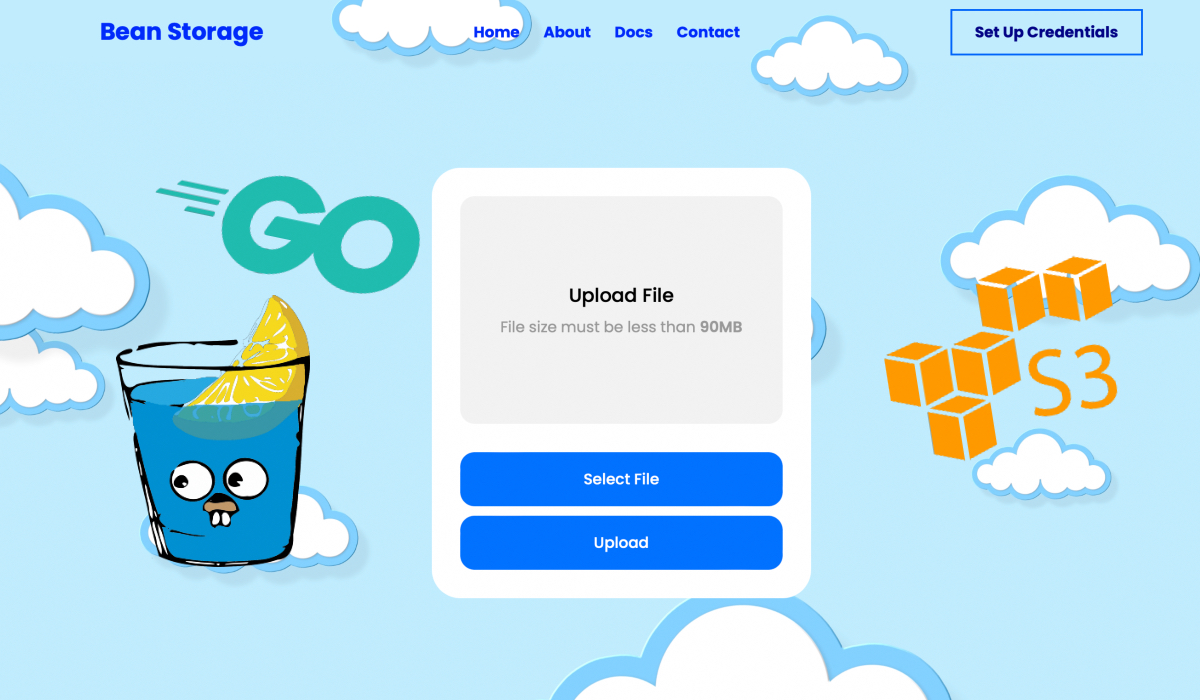 Bean Storage
Home About Docs Contact
Set Up Credentials
GO
Upload File
File size must be less than 90MB
S3
Select File
Upload